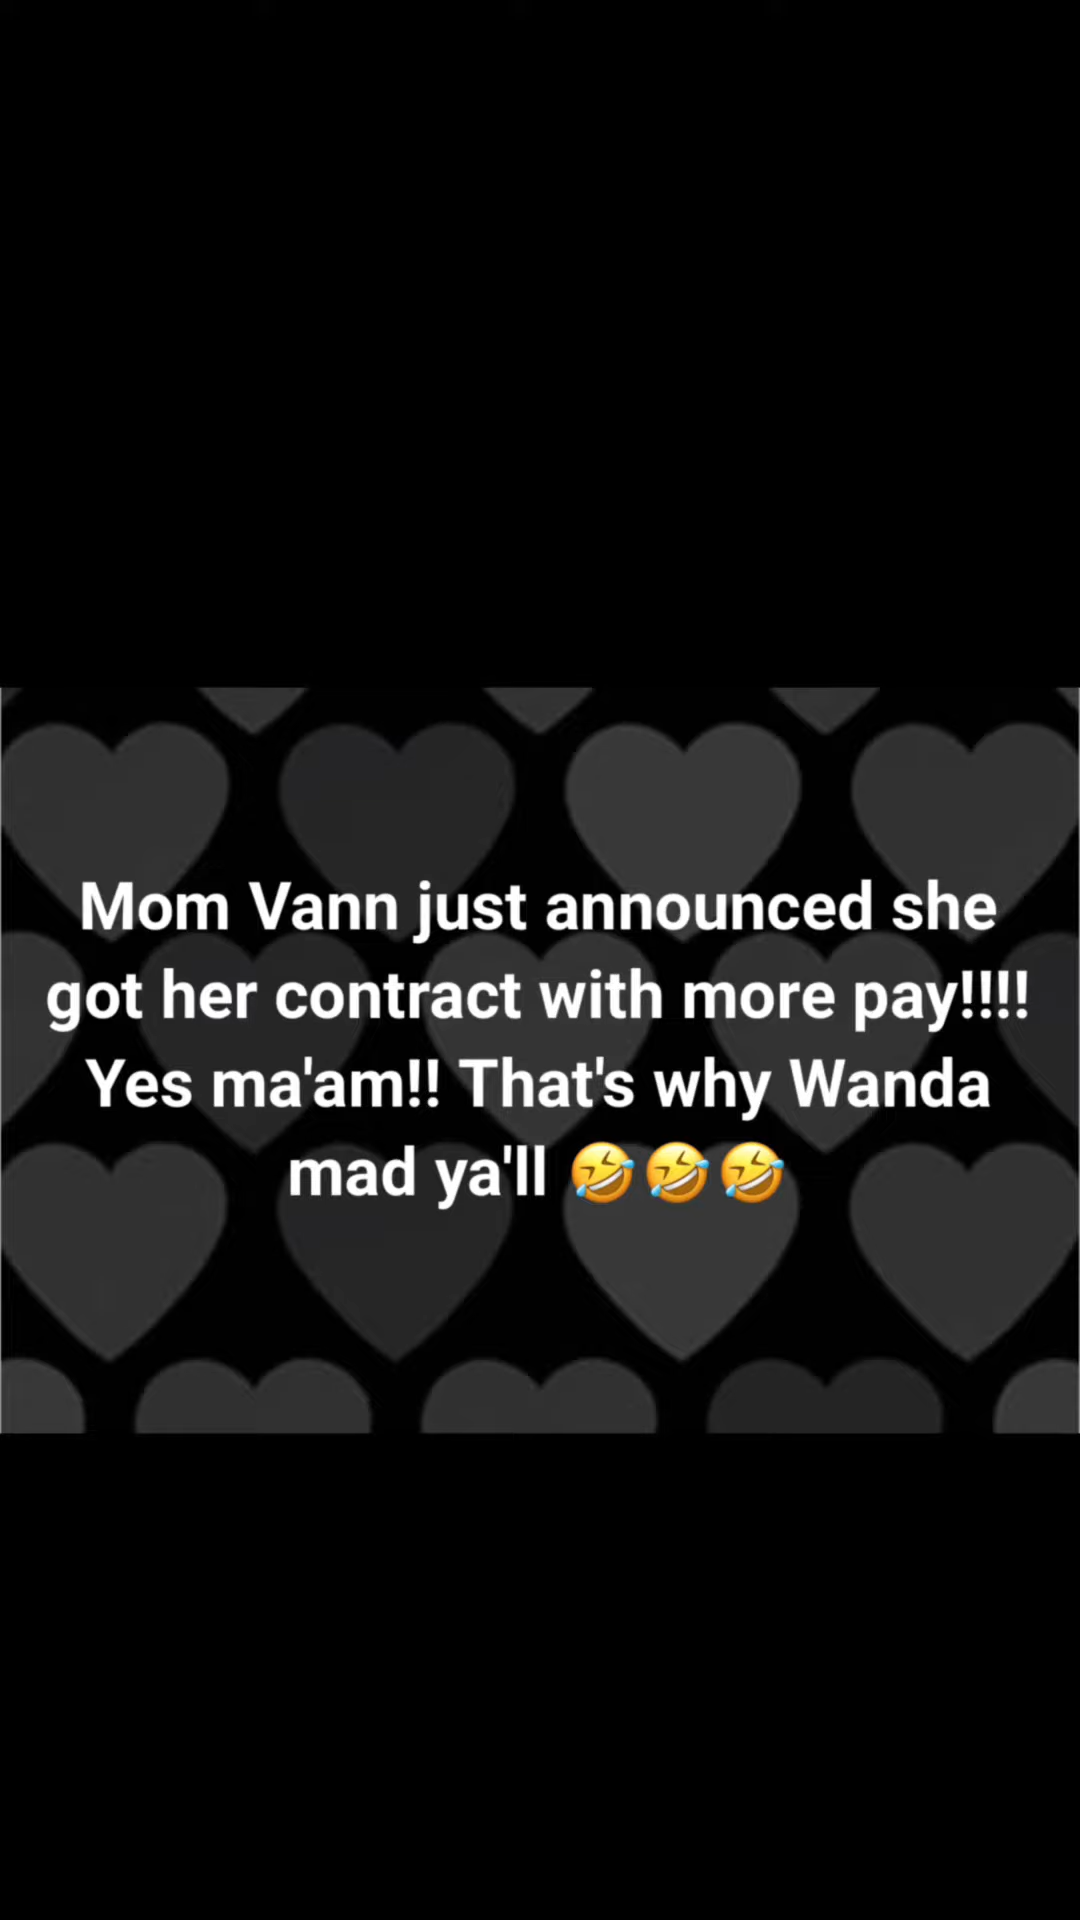 Mom Vann just announced she
got her contract with more pay!!!!
Yes ma'am!! That's why Wanda
mad ya'll 🤣🤣🤣